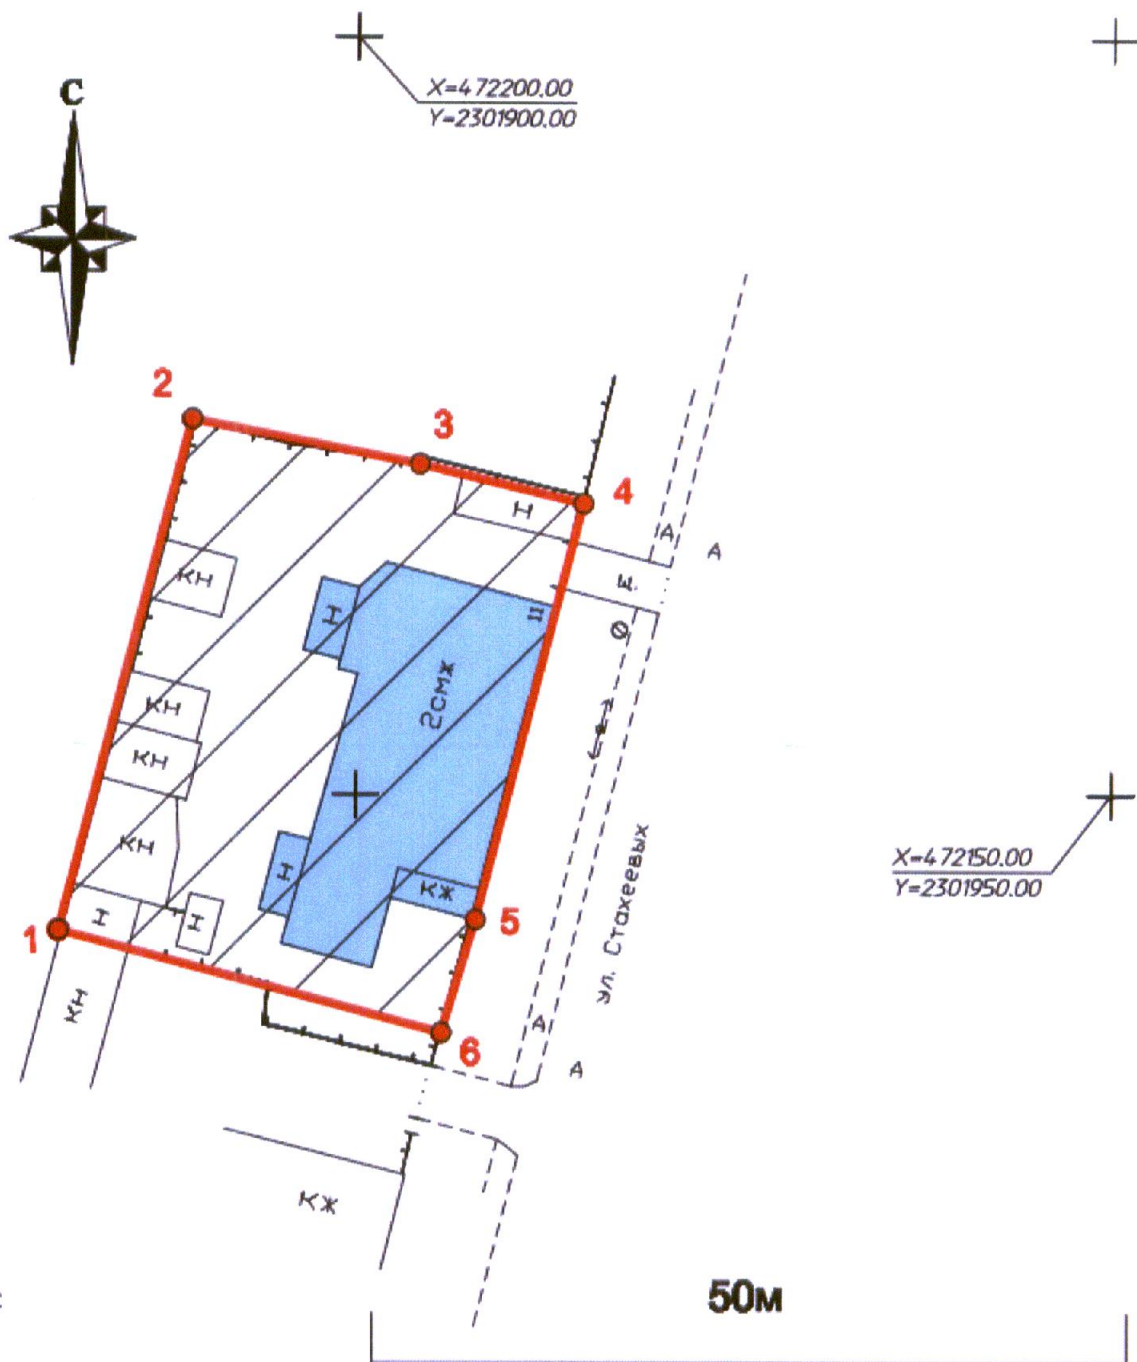 X=472200.00
Y=2301900.00
С
2
3
4
Н
А
А
КН
Н
2смж
КН
КН
X=472150.00
Y=2301950.00
ул. Стахеевых
КН
Н
КЖ
Н
Н
1
5
КН
А
6
А
КЖ
50м